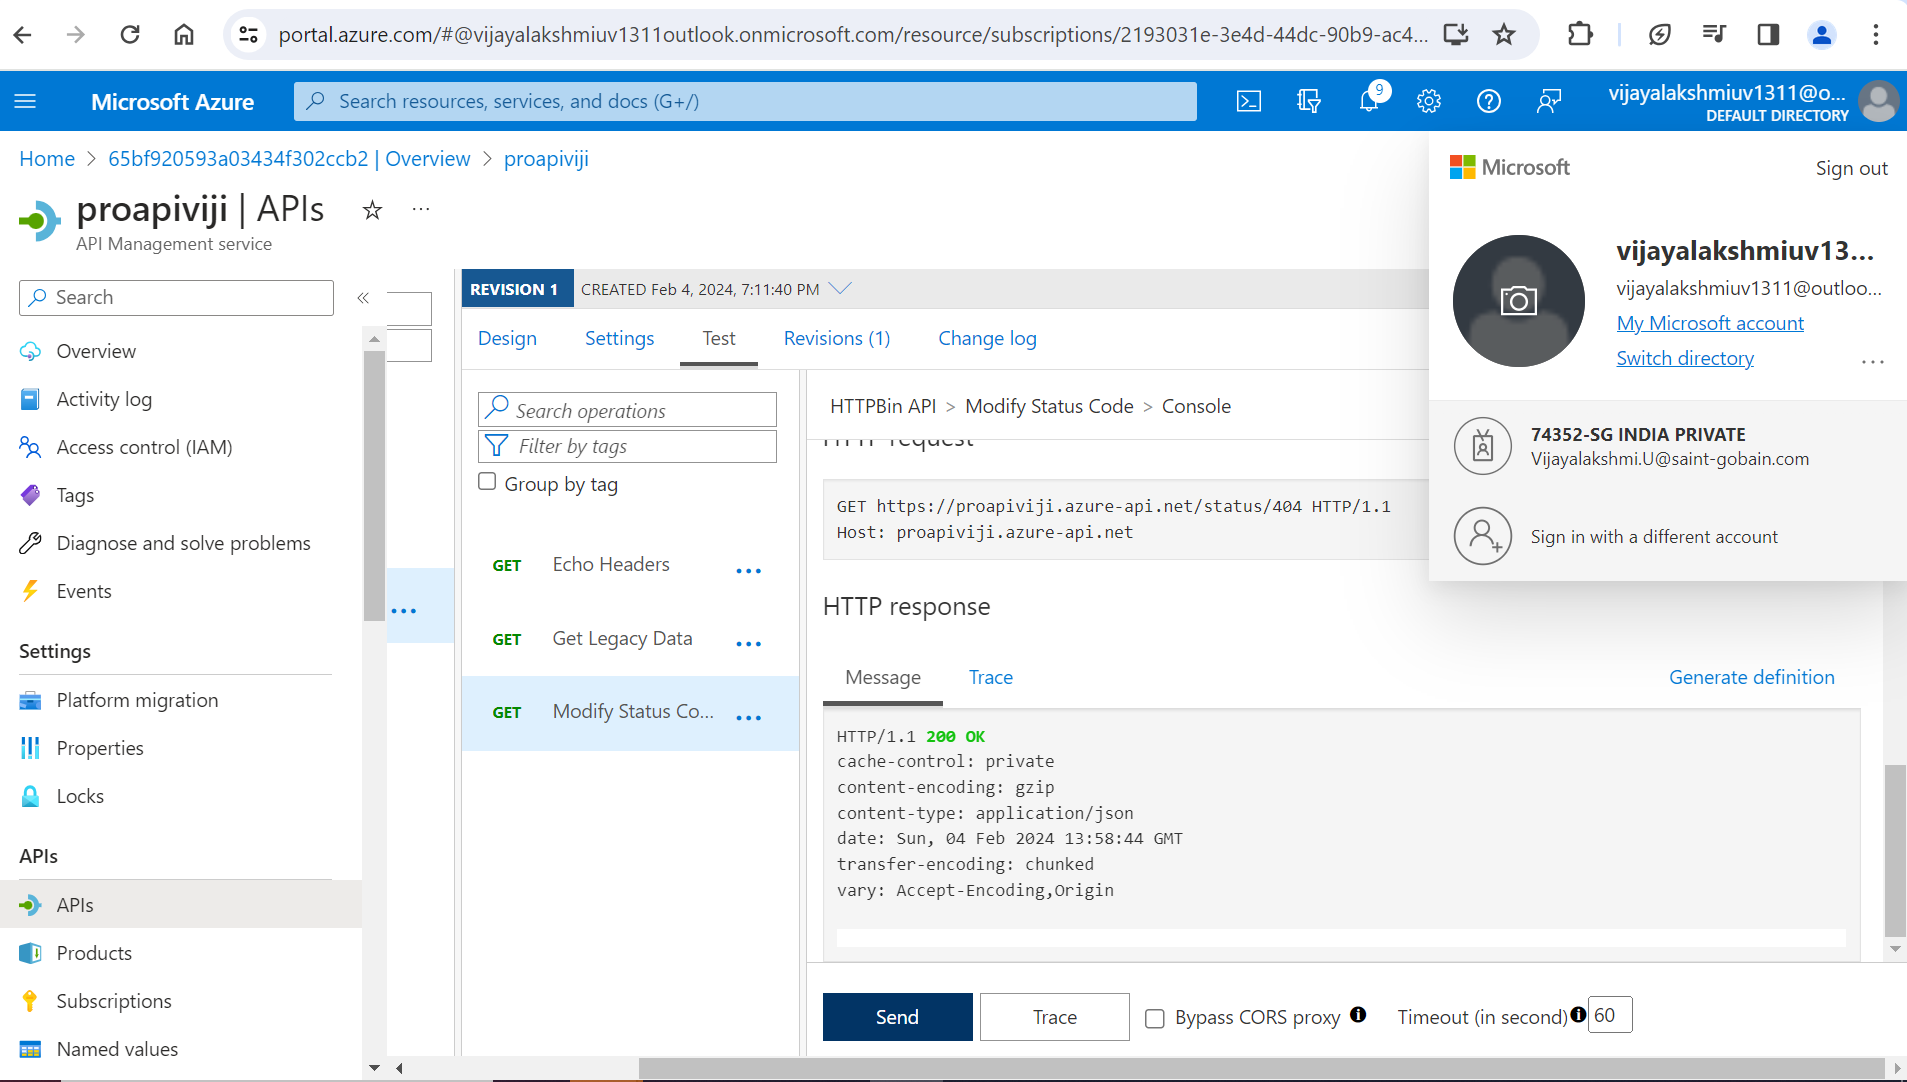 portal.azure.com/#@vijayalakshmiuv1311outlook.onmicrosoft.com/resource/subscriptions/2193031e-3e4d-44dc-90b9-ac4...
Microsoft Azure
Search resources, services, and docs (G+/)
9
vijayalakshmiuv1311@o...
DEFAULT DIRECTORY
Home > 65bf920593a03434f302ccb2 | Overview > proapiviji
proapiviji | APIs
API Management service
Search
Overview
Activity log
Access control (IAM)
Tags
Diagnose and solve problems
Events
Settings
Platform migration
Properties
Locks
APIs
APIs
Products
Subscriptions
Named values
REVISION 1
CREATED Feb 4, 2024, 7:11:40 PM
Design
Settings
Test
Revisions (1)
Change log
Search operations
Filter by tags
Group by tag
GET Echo Headers
GET Get Legacy Data
GET Modify Status Co...
HTTPBin API > Modify Status Code > Console
HTTP request
GET https://proapiviji.azure-api.net/status/404 HTTP/1.1
Host: proapiviji.azure-api.net
HTTP response
Message
Trace
Generate definition
HTTP/1.1 200 OK
cache-control: private
content-encoding: gzip
content-type: application/json
date: Sun, 04 Feb 2024 13:58:44 GMT
transfer-encoding: chunked
vary: Accept-Encoding,Origin
Send
Trace
Bypass CORS proxy
Timeout (in second)
60
Microsoft
Sign out
vijayalakshmiuv13...
vijayalakshmiuv1311@outloo...
My Microsoft account
Switch directory
74352-SG INDIA PRIVATE
Vijayalakshmi.U@saint-gobain.com
Sign in with a different account